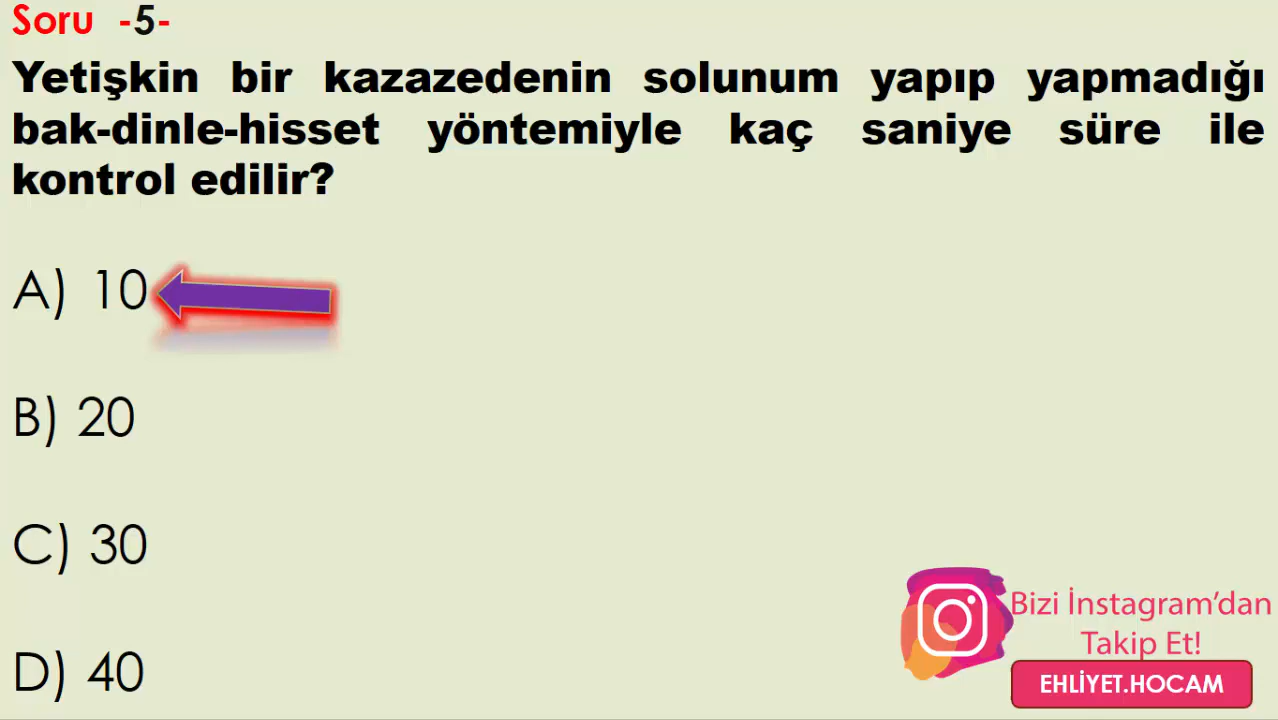 Soru -5-
Yetişkin bir kazazedenin solunum yapıp yapmadığı
bak-dinle-hisset yöntemiyle kaç saniye süre ile
kontrol edilir?
A) 10
B) 20
C) 30
D) 40
Bizi İnstagram’dan
Takip Et!
EHLİYET.HOCAM